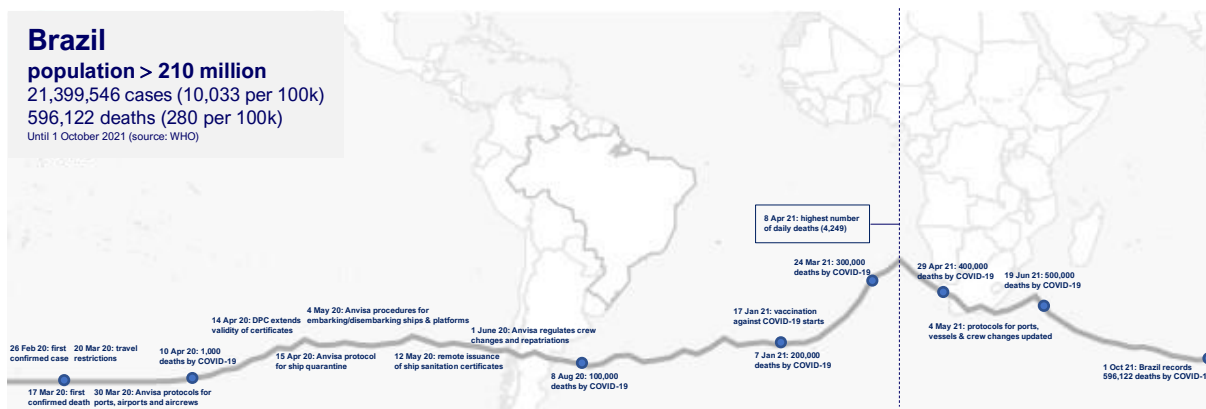 Brazil
population > 210 million
21,399,546 cases (10,033 per 100k)
596,122 deaths (280 per 100k)
Until 1 October 2021 (source: WHO)
8 Apr 21: highest number
of daily deaths (4,249)
26 Feb 20: first
confirmed case
20 Mar 20: travel
restrictions
17 Mar 20: first
confirmed death
30 Mar 20: Anvisa protocols for
ports, airports and aircrews
10 Apr 20: 1,000
deaths by COVID-19
14 Apr 20: DPC extends
validity of certificates
15 Apr 20: Anvisa protocol
for ship quarantine
4 May 20: Anvisa procedures for
embarking/disembarking ships & platforms
12 May 20: remote issuance
of ship sanitation certificates
1 June 20: Anvisa regulates crew
changes and repatriations
8 Aug 20: 100,000
deaths by COVID-19
7 Jan 21: 200,000
deaths by COVID-19
17 Jan 21: vaccination
against COVID-19 starts
24 Mar 21: 300,000
deaths by COVID-19
29 Apr 21: 400,000
deaths by COVID-19
4 May 21: protocols for ports,
vessels & crew changes updated
19 Jun 21: 500,000
deaths by COVID-19
1 Oct 21: Brazil records
596,122 deaths by COVID-1